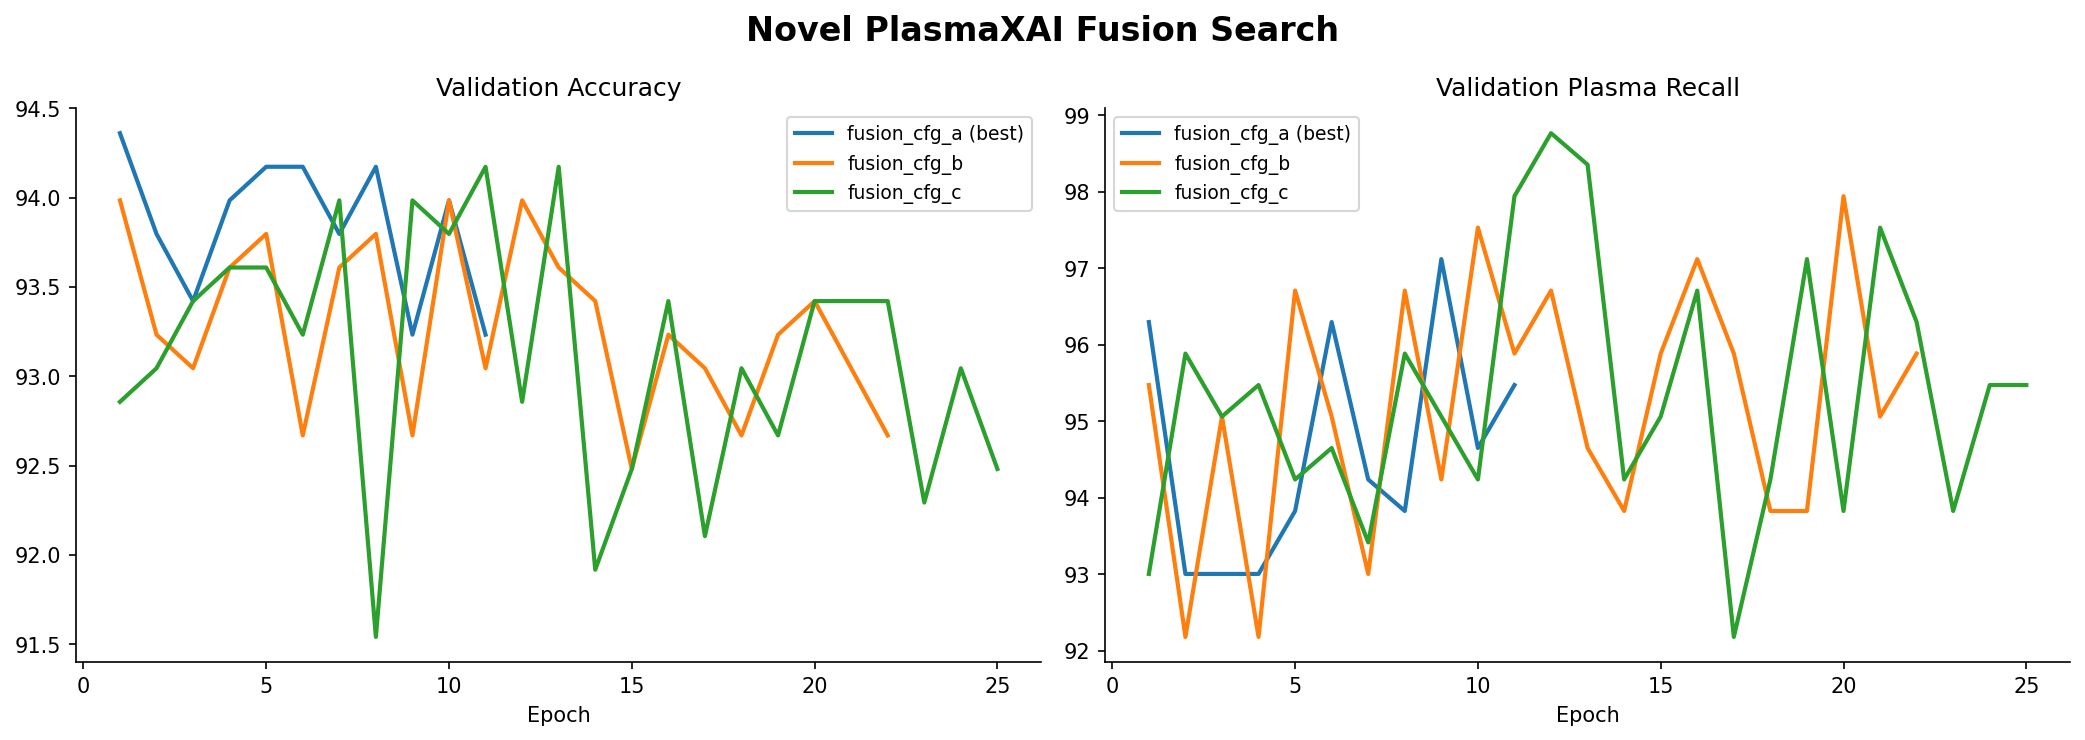 Novel PlasmaXAI Fusion Search
Validation Accuracy
94.5
94.0
93.5
93.0
92.5
92.0
91.5
0 5 10 15 20 25
Epoch
fusion_cfg_a (best)
fusion_cfg_b
fusion_cfg_c
Validation Plasma Recall
99
98
97
96
95
94
93
92
0 5 10 15 20 25
Epoch
fusion_cfg_a (best)
fusion_cfg_b
fusion_cfg_c